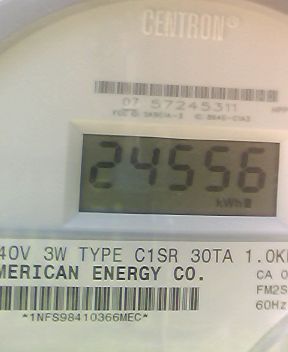 CENTRON®
07 57245311
24556
kWh
40V 3W TYPE C1SR 30TA 1.0K
MERICAN ENERGY CO.
CA 0
FM2S
60Hz
*1NFS98410366MEC*